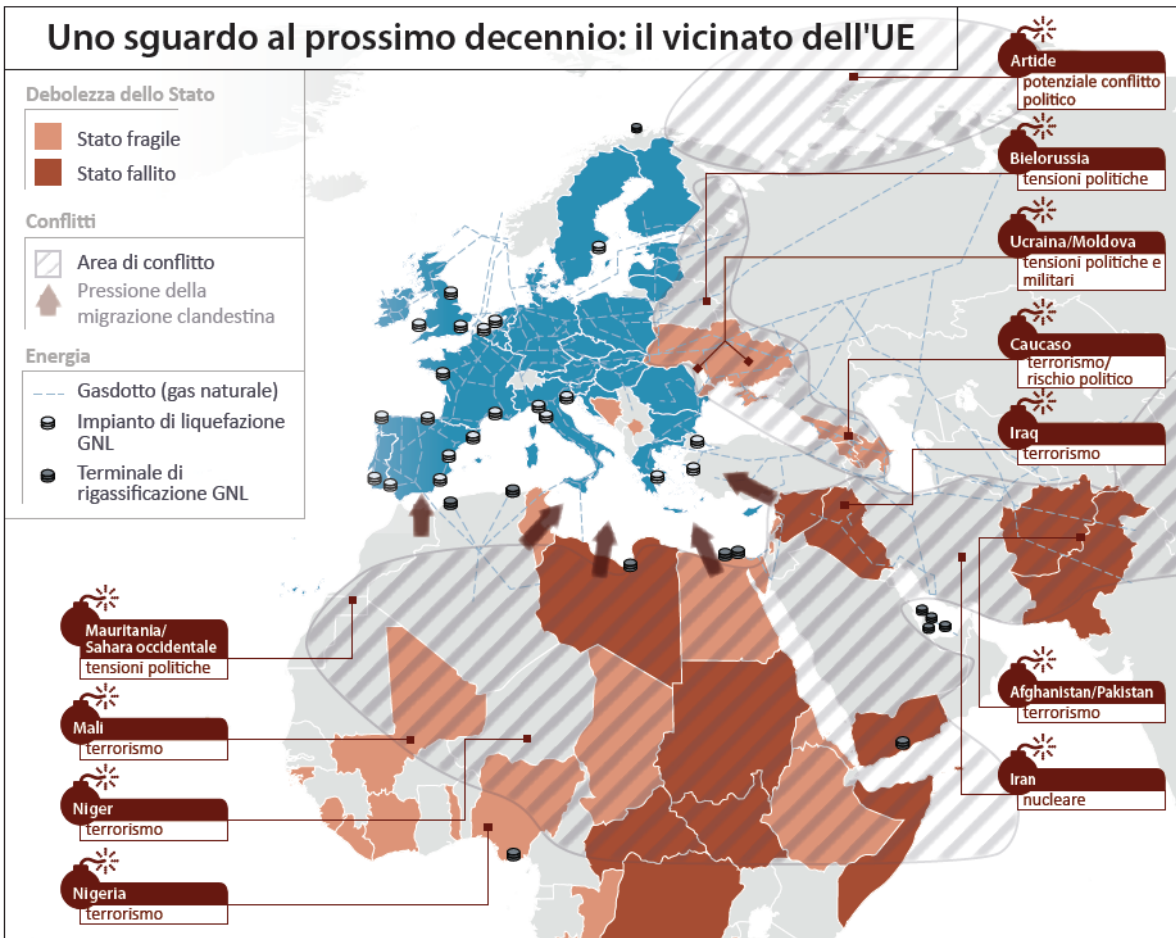 Uno sguardo al prossimo decennio: il vicinato dell'UE
Debolezza dello Stato
Stato fragile
Stato fallito
Conflitti
Area di conflitto
Pressione della
migrazione clandestina
Energia
Gasdotto (gas naturale)
Impianto di liquefazione
GNL
Terminale di
rigassificazione GNL
Artide
potenziale conflitto
politico
Bielorussia
tensioni politiche
Ucraina/Moldova
tensioni politiche e
militari
Caucaso
terrorismo/
rischio politico
Iraq
terrorismo
Mauritania/
Sahara occidentale
tensioni politiche
Mali
terrorismo
Niger
terrorismo
Nigeria
terrorismo
Afghanistan/Pakistan
terrorismo
Iran
nucleare